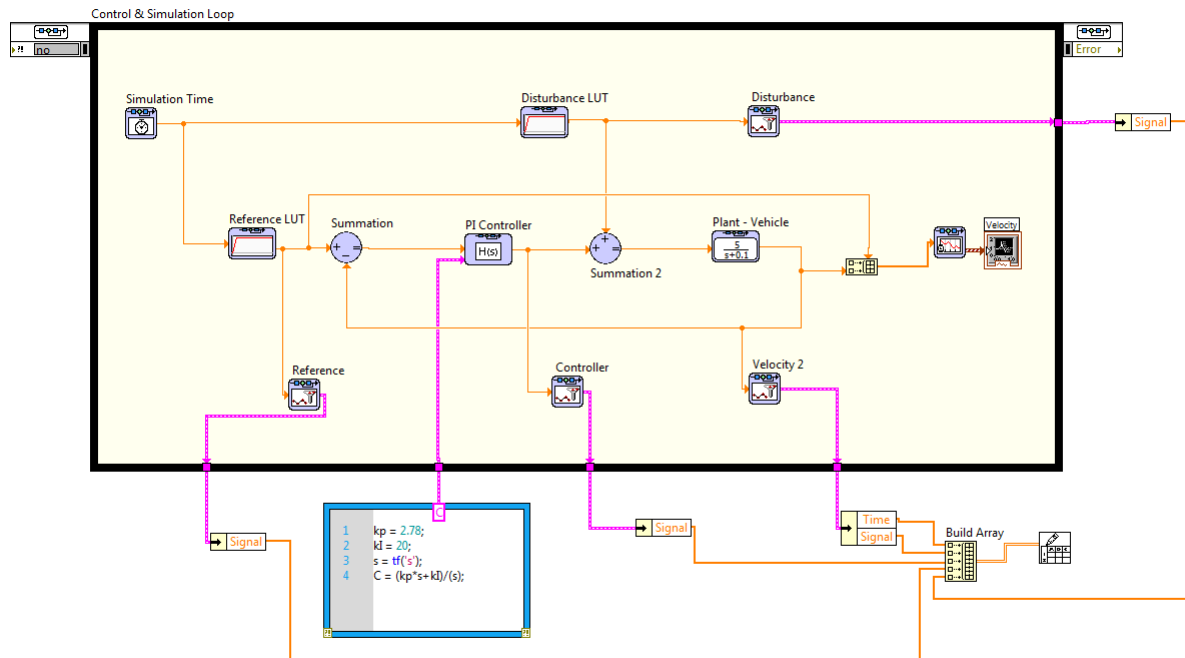 Control & Simulation Loop
no
Error
Simulation Time
Disturbance LUT
Disturbance
Signal
Reference LUT
Summation
PI Controller
H(s)
Summation 2
Plant - Vehicle
5
s+0.1
Velocity
Reference
Controller
Velocity 2
Signal
C
1 kp = 2.78;
2 kI = 20;
3 s = tf('s');
4 C = (kp*s+kI)/(s);
Signal
Time
Signal
Build Array